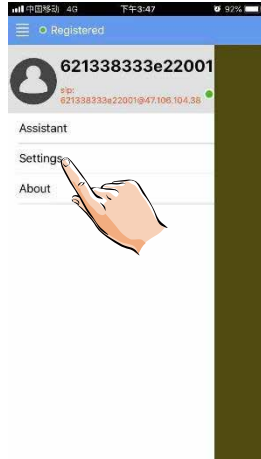 中国移动 4G 下午3:47 92%
Registered
621338333e22001
sip:
621338333e22001@47.106.104.38
Assistant
Settings
About